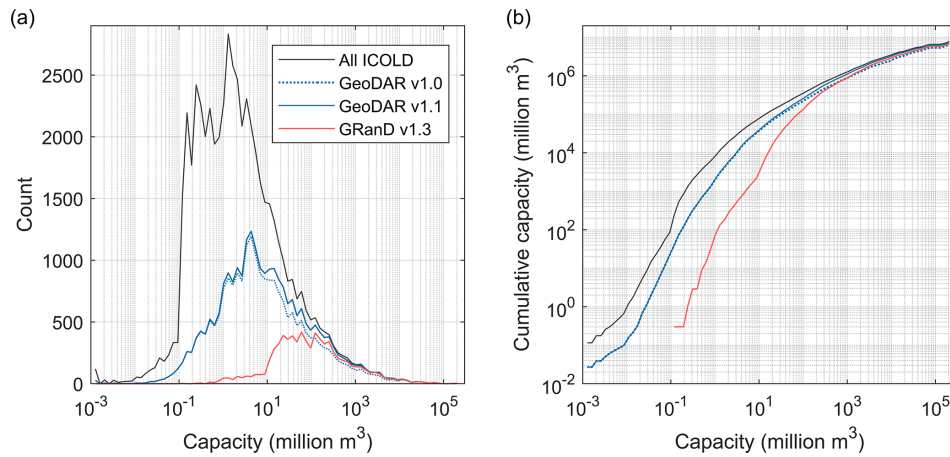 (a)
2500
2000
1500
1000
500
0
Count
10^-3
10^-1
10^1
10^3
10^5
Capacity (million m^3)
All ICOLD
GeoDAR v1.0
GeoDAR v1.1
GRanD v1.3
(b)
10^6
10^4
10^2
10^0
10^-2
Cumulative capacity (million m^3)
10^-3
10^-1
10^1
10^3
10^5
Capacity (million m^3)